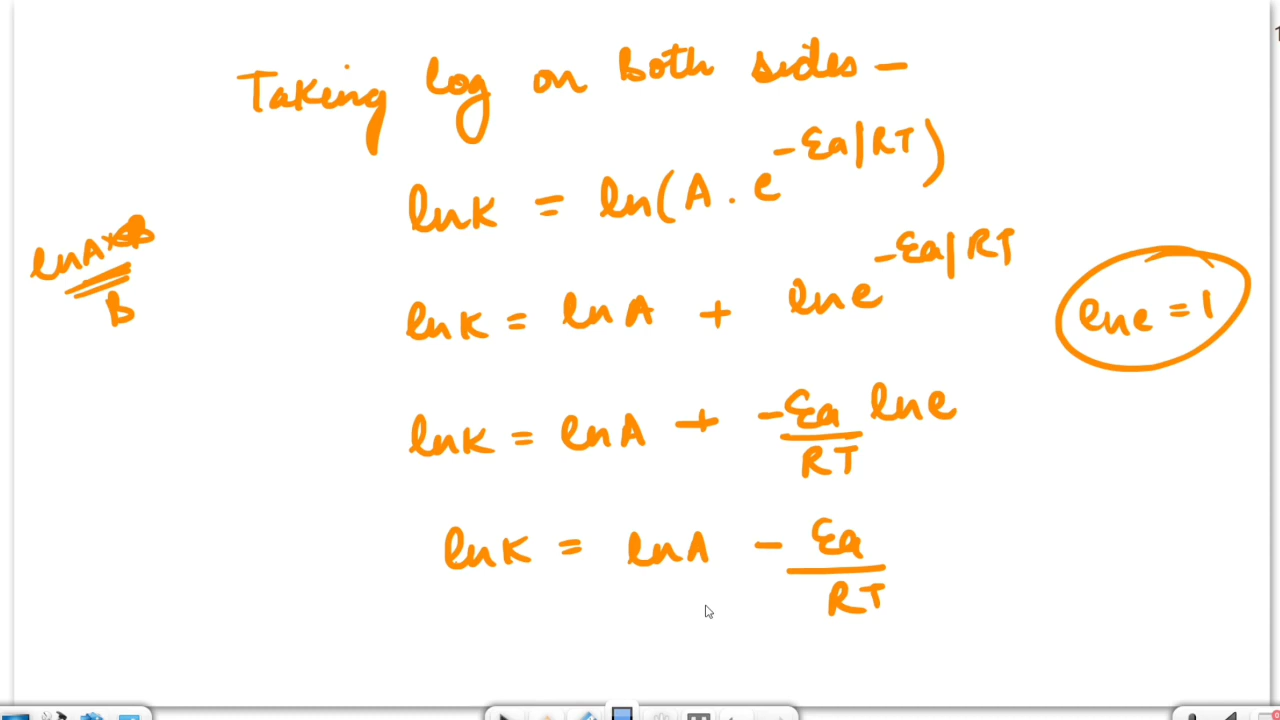 Taking log on Both sides –
lnK = ln(A . e^-Ea/RT)
lnA×
B
lnK = lnA + lne^-Ea/RT
lne = 1
lnK = lnA + -Ea/RT lne
lnK = lnA - Ea/RT